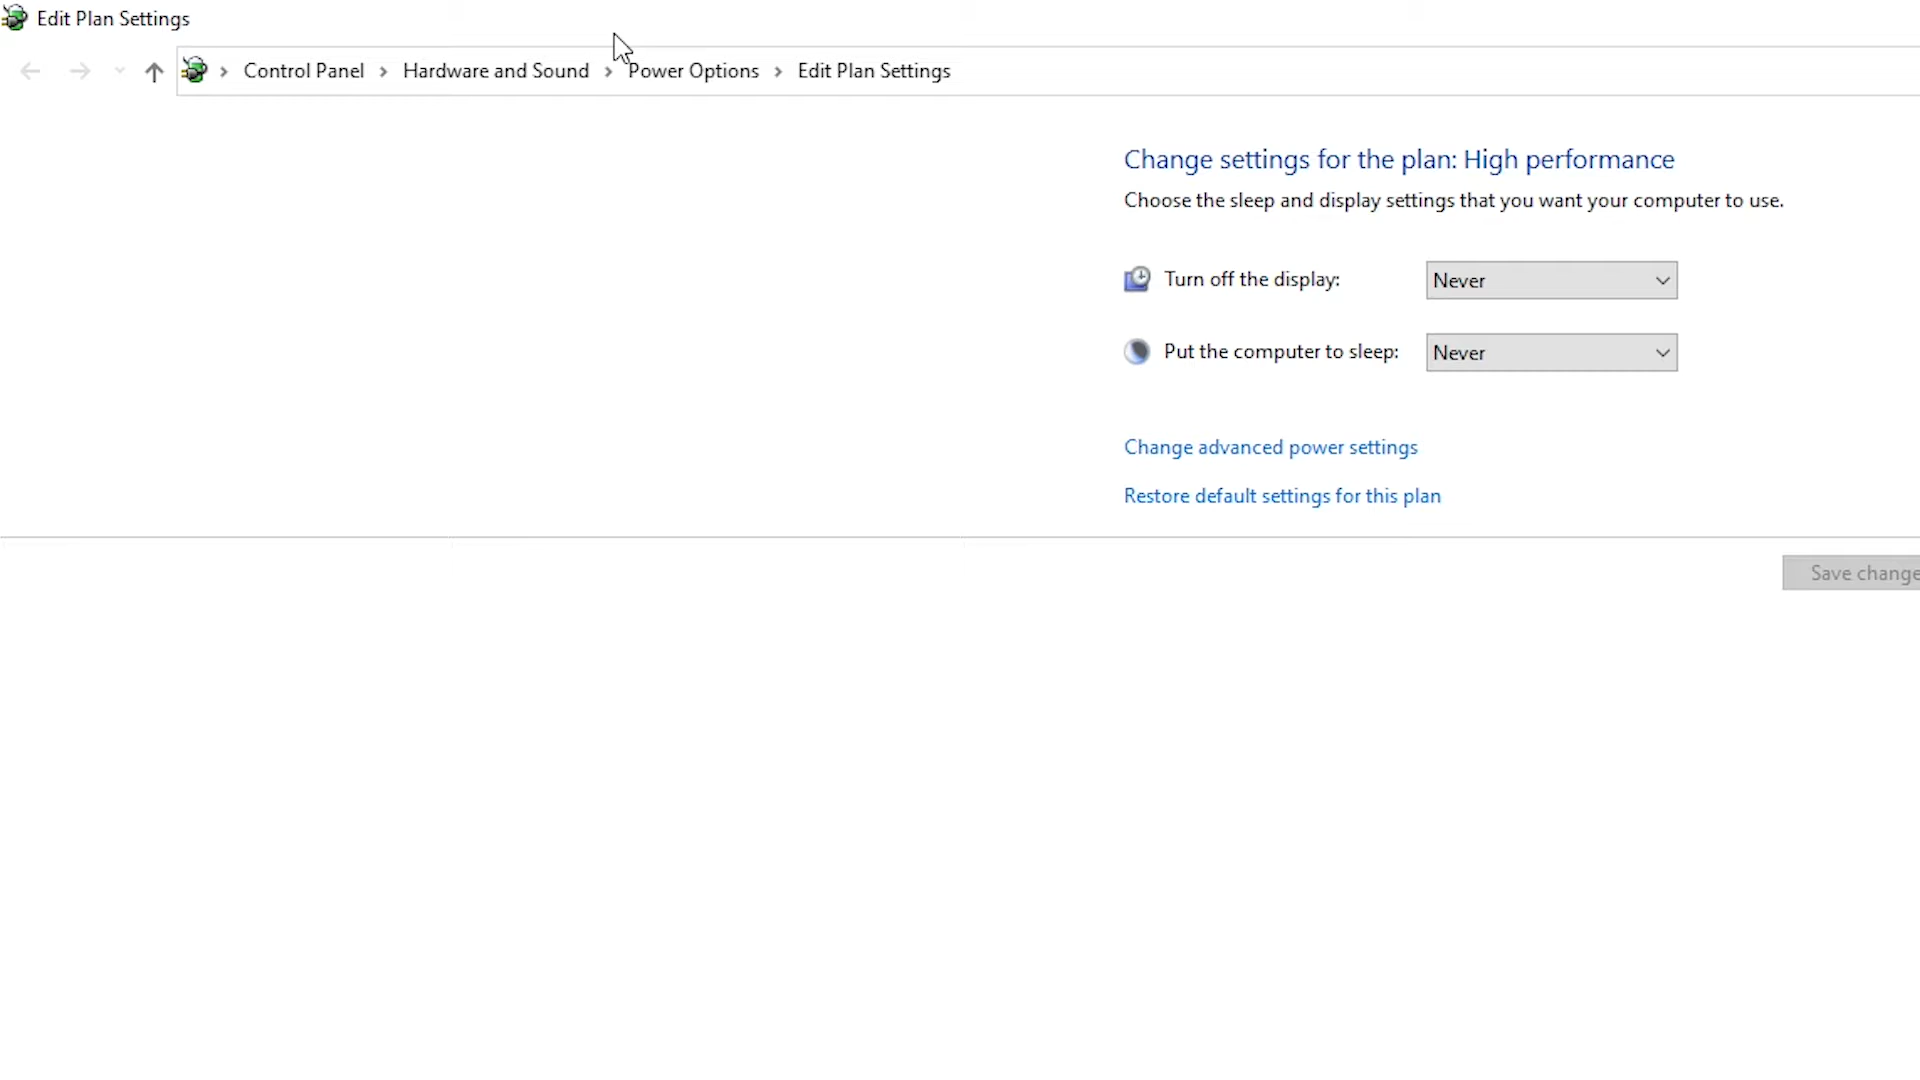 Edit Plan Settings
Control Panel > Hardware and Sound > Power Options > Edit Plan Settings
Change settings for the plan: High performance
Choose the sleep and display settings that you want your computer to use.
Turn off the display: Never
Put the computer to sleep: Never
Change advanced power settings
Restore default settings for this plan
Save change